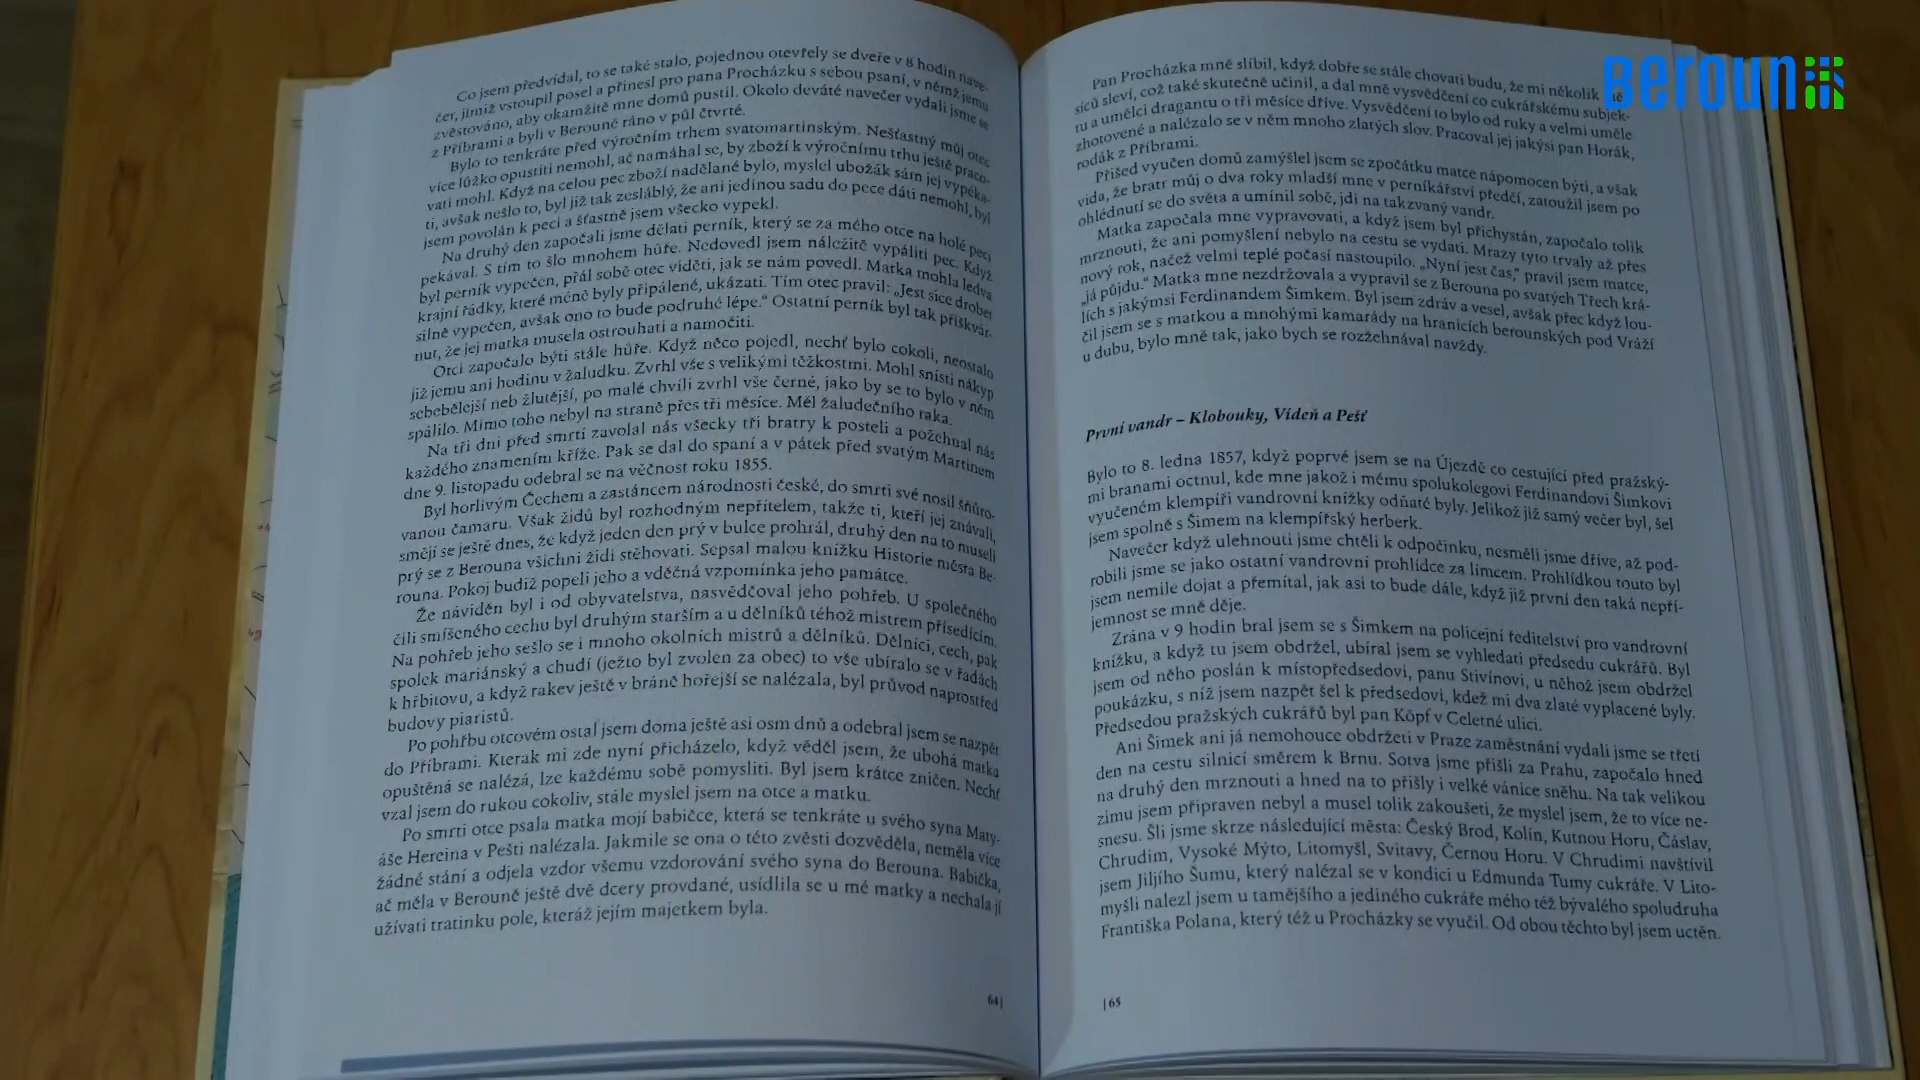 Co jsem předvídal, to se také stalo, pojednou otevřely se dveře v 8 hodin nave-
čer, jimiž vstoupil posel a přinesl pro pana Procházku s sebou psaní, v němž jemu
zvěstováno, aby okamžitě mne domů pustil. Okolo deváté navečer vydali jsme se
z Příbrami a byli v Berouně ráno v půl čtvrté.
Bylo to tenkráte před výročním trhem svatomartinským. Nešťastný můj otec
více lůžko opustiti nemohl, ač namáhal se, by zboží k výročnímu trhu ještě praco-
vati mohl. Když na celou pec zboží nadělané bylo, myslel ubožák sám jej vypéka-
ti, avšak nešlo to, byl již tak zesláblý, že ani jedinou sadu do pece dáti nemohl, byl
jsem povolán k peci a šťastně jsem všecko vypekl.
Na druhý den započali jsme dělati perník, který se za mého otce na holé peci
pekával. S tím to šlo mnohem hůře. Nedovedl jsem náležitě vypáliti pec. Když
byl perník vypečen, přál sobě otec viděti, jak se nám povedl. Matka mohla ledva
krajní řádky, které méně byly připálené, ukázati. Tím otec pravil: „Jest sice drobet
silně vypečen, avšak ono to bude podruhé lépe.“ Ostatní perník byl tak přiškvár-
nut, že jej matka musela ostrouhati a namočiti.
Otci započalo býti stále hůře. Když něco pojedl, nechť bylo cokoli, neostalo
již jemu ani hodinu v žaludku. Zvrhl vše s velikými těžkostmi. Mohl snísti nákyp
sebebělejší neb žlutější, po malé chvíli zvrhl vše černé, jako by se to bylo v něm
spálilo. Mimo toho nebyl na straně přes tři měsíce. Měl žaludečního raka.
Na tři dni před smrtí zavolal nás všecky tři bratry k posteli a požehnal nás
každého znamením kříže. Pak se dal do spaní a v pátek před svatým Martinem
dne 9. listopadu odebral se na věčnost roku 1855.
Byl horlivým Čechem a zastáncem národnosti české, do smrti své nosil šňůro-
vanou čamaru. Však židů byl rozhodným nepřítelem, takže ti, kteří jej znávali,
smějí se ještě dnes, že když jeden den prý v bulce prohrál, druhý den na to museli
prý se z Berouna všichni židi stěhovati. Sepsal malou knížku Historie města Be-
rouna. Pokoj budiž popeli jeho a vděčná vzpomínka jeho památce.
Že náviděn byl i od obyvatelstva, nasvědčoval jeho pohřeb. U společného
čili smíšeného cechu byl druhým starším a u dělníků téhož mistrem přísedícím.
Na pohřeb jeho sešlo se i mnoho okolních mistrů a dělníků. Dělníci, cech, pak
spolek mariánský a chudí (ježto byl zvolen za obec) to vše ubíralo se v řadách
k hřbitovu, a když rakev ještě v bráně hořejší se nalézala, byl průvod naprostřed
budovy piaristů.
Po pohřbu otcovém ostal jsem doma ještě asi osm dnů a odebral jsem se nazpět
do Příbrami. Kterak mi zde nyní přicházelo, když věděl jsem, že ubohá matka
opuštěná se nalézá, lze každému sobě pomysliti. Byl jsem krátce zničen. Nechť
vzal jsem do rukou cokoliv, stále myslel jsem na otce a matku.
Po smrti otce psala matka mojí babičce, která se tenkráte u svého syna Maty-
áše Hereina v Pešti nalézala. Jakmile se ona o této zvěsti dozvěděla, neměla více
žádné stání a odjela vzdor všemu vzdorování svého syna do Berouna. Babička,
ač měla v Berouně ještě dvě dcery provdané, usídlila se u mé matky a nechala jí
užívati tratinku pole, kteráž jejím majetkem byla.
64|
Pan Procházka mně slíbil, když dobře se stále chovati budu, že mi několik
síců sleví, což také skutečně učinil, a dal mně vysvědčení co cukrářskému subjek-
tu a umělci dragantu o tři měsíce dříve. Vysvědčení to bylo od ruky a velmi uměle
zhotovené a nalézalo se v něm mnoho zlatých slov. Pracoval jej jakýsi pan Horák,
rodák z Příbrami.
Přišed vyučen domů zamýšlel jsem se zpočátku matce nápomocen býti, a však
vida, že bratr můj o dva roky mladší mne v perníkářství předčí, zatoužil jsem po
ohlédnutí se do světa a umínil sobě, jdi na takzvaný vandr.
Matka započala mne vypravovati, a když jsem byl přichystán, započalo tolik
mrznouti, že ani pomyšlení nebylo na cestu se vydati. Mrazy tyto trvaly až přes
nový rok, načež velmi teplé počasí nastoupilo. „Nyní jest čas,“ pravil jsem matce,
„já půjdu.“ Matka mne nezdržovala a vypravil se z Berouna po svatých Třech krá-
lích s jakýmsi Ferdinandem Šimkem. Byl jsem zdráv a vesel, avšak přec když lou-
čil jsem se s matkou a mnohými kamarády na hranicích berounských pod Vráží
u dubu, bylo mně tak, jako bych se rozžehnával navždy.
První vandr – Klobouky, Vídeň a Pešť
Bylo to 8. ledna 1857, když poprvé jsem se na Újezdě co cestující před pražský-
mi branami octnul, kde mne jakož i mému spolukolegovi Ferdinandovi Šimkovi
vyučeném klempíři vandrovní knížky odňaté byly. Jelikož již samý večer byl, šel
jsem spolně s Šimem na klempířský herberk.
Navečer když ulehnouti jsme chtěli k odpočinku, nesměli jsme dříve, až pod-
robili jsme se jako ostatní vandrovní prohlídce za límcem. Prohlídkou touto byl
jsem nemile dojat a přemítal, jak asi to bude dále, když již první den taká nepří-
jemnost se mně děje.
Zrána v 9 hodin bral jsem se s Šimkem na policejní ředitelství pro vandrovní
knížku, a když tu jsem obdržel, ubíral jsem se vyhledati předsedu cukrářů. Byl
jsem od něho poslán k místopředsedovi, panu Stivínovi, u něhož jsem obdržel
poukázku, s níž jsem nazpět šel k předsedovi, kdež mi dva zlaté vyplacené byly.
Předsedou pražských cukrářů byl pan Köpf v Celetné ulici.
Ani Šimek ani já nemohouce obdržeti v Praze zaměstnání vydali jsme se třetí
den na cestu silnicí směrem k Brnu. Sotva jsme přišli za Prahu, započalo hned
na druhý den mrznouti a hned na to přišly i velké vánice sněhu. Na tak velikou
zimu jsem připraven nebyl a musel tolik zakoušeti, že myslel jsem, že to více ne-
snesu. Šli jsme skrze následující města: Český Brod, Kolín, Kutnou Horu, Čáslav,
Chrudim, Vysoké Mýto, Litomyšl, Svitavy, Černou Horu. V Chrudimi navštívil
jsem Jiljího Šumu, který nalézal se v kondici u Edmunda Tumy cukráře. V Lito-
myšli nalezl jsem u tamějšího a jediného cukráře mého též bývalého spoludruha
Františka Polana, který též u Procházky se vyučil. Od obou těchto byl jsem uctěn.
|65
Beroun